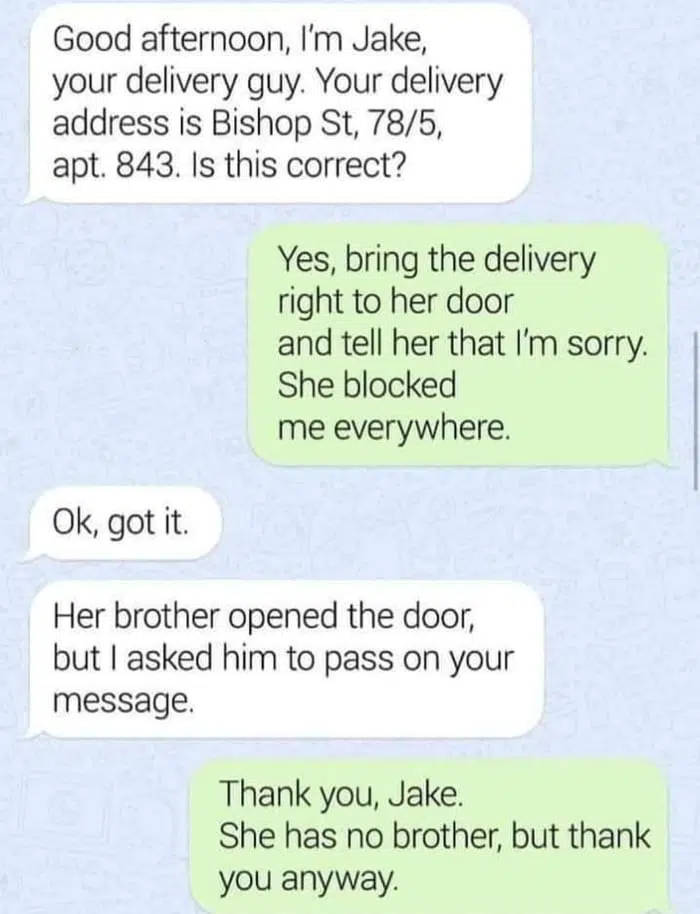 Good afternoon, I'm Jake,
your delivery guy. Your delivery
address is Bishop St, 78/5,
apt. 843. Is this correct?
Yes, bring the delivery
right to her door
and tell her that I'm sorry.
She blocked
me everywhere.
Ok, got it.
Her brother opened the door,
but I asked him to pass on your
message.
Thank you, Jake.
She has no brother, but thank
you anyway.